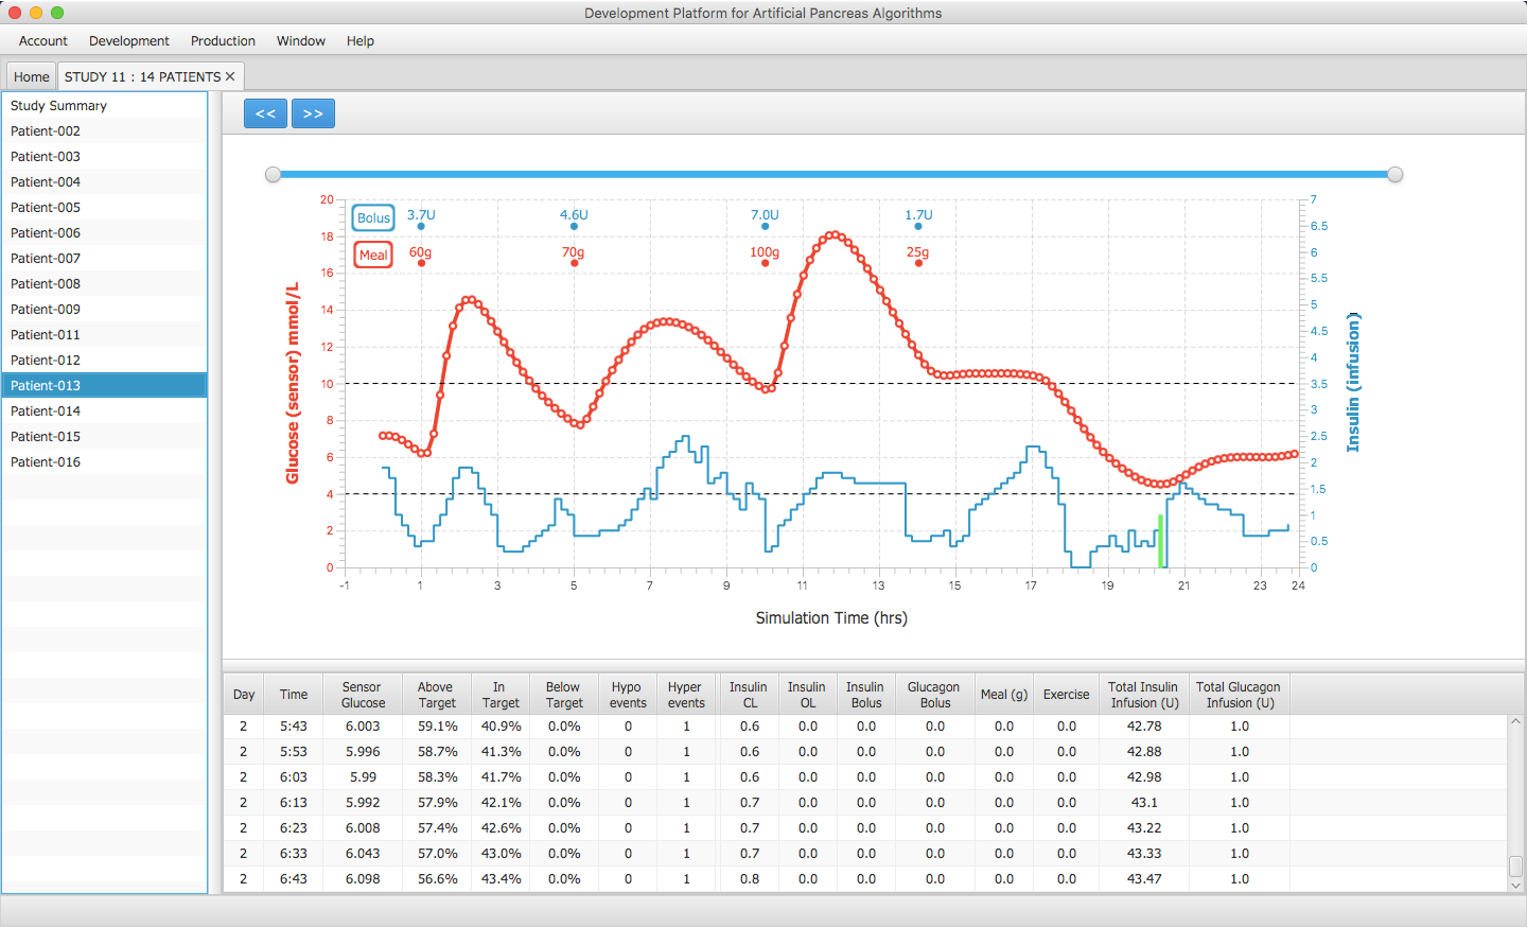 Development Platform for Artificial Pancreas Algorithms
Account Development Production Window Help
Home STUDY 11 : 14 PATIENTS ✕
Study Summary
Patient-002
Patient-003
Patient-004
Patient-005
Patient-006
Patient-007
Patient-008
Patient-009
Patient-011
Patient-012
Patient-013
Patient-014
Patient-015
Patient-016
<< >>
Bolus 3.7U 4.6U 7.0U 1.7U
Meal 60g 70g 100g 25g
Glucose (sensor) mmol/L
20
18
16
14
12
10
8
6
4
2
0
7
6.5
6
5.5
5
4.5
4
3.5
3
2.5
2
1.5
1
0.5
0
Insulin (infusion)
-1 1 3 5 7 9 11 13 15 17 19 21 23 24
Simulation Time (hrs)
Day Time Sensor Glucose Above Target In Target Below Target Hypo events Hyper events Insulin CL Insulin OL Insulin Bolus Glucagon Bolus Meal (g) Exercise Total Insulin Infusion (U) Total Glucagon Infusion (U)
2 5:43 6.003 59.1% 40.9% 0.0% 0 1 0.6 0.0 0.0 0.0 0.0 0.0 42.78 1.0
2 5:53 5.996 58.7% 41.3% 0.0% 0 1 0.6 0.0 0.0 0.0 0.0 0.0 42.88 1.0
2 6:03 5.99 58.3% 41.7% 0.0% 0 1 0.6 0.0 0.0 0.0 0.0 0.0 42.98 1.0
2 6:13 5.992 57.9% 42.1% 0.0% 0 1 0.7 0.0 0.0 0.0 0.0 0.0 43.1 1.0
2 6:23 6.008 57.4% 42.6% 0.0% 0 1 0.7 0.0 0.0 0.0 0.0 0.0 43.22 1.0
2 6:33 6.043 57.0% 43.0% 0.0% 0 1 0.7 0.0 0.0 0.0 0.0 0.0 43.33 1.0
2 6:43 6.098 56.6% 43.4% 0.0% 0 1 0.8 0.0 0.0 0.0 0.0 0.0 43.47 1.0